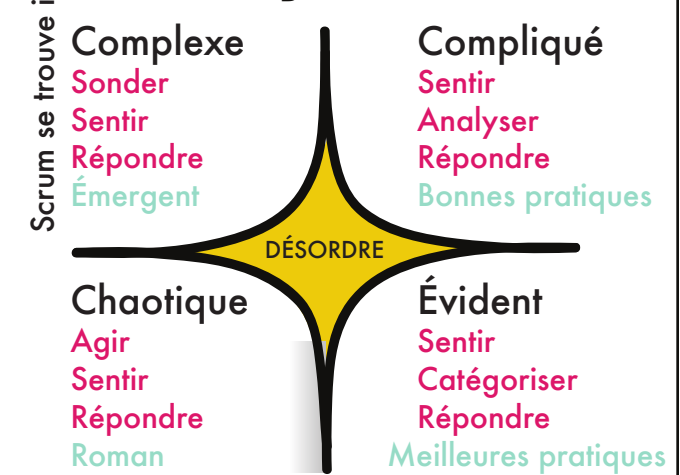 Scrum se trouve i
Complexe
Sonder
Sentir
Répondre
Émergent
Compliqué
Sentir
Analyser
Répondre
Bonnes pratiques
DÉSORDRE
Chaotique
Agir
Sentir
Répondre
Roman
Évident
Sentir
Catégoriser
Répondre
Meilleures pratiques